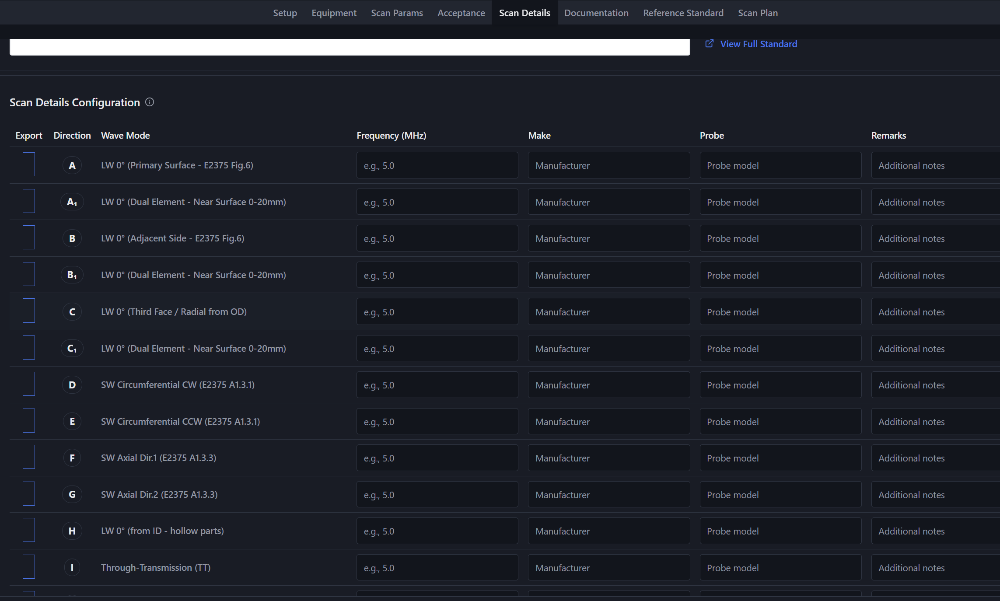 Setup Equipment Scan Params Acceptance Scan Details Documentation Reference Standard Scan Plan
View Full Standard
Scan Details Configuration
Export Direction Wave Mode Frequency (MHz) Make Probe Remarks
A LW 0° (Primary Surface - E2375 Fig.6) e.g., 5.0 Manufacturer Probe model Additional notes
A₁ LW 0° (Dual Element - Near Surface 0-20mm) e.g., 5.0 Manufacturer Probe model Additional notes
B LW 0° (Adjacent Side - E2375 Fig.6) e.g., 5.0 Manufacturer Probe model Additional notes
B₁ LW 0° (Dual Element - Near Surface 0-20mm) e.g., 5.0 Manufacturer Probe model Additional notes
C LW 0° (Third Face / Radial from OD) e.g., 5.0 Manufacturer Probe model Additional notes
C₁ LW 0° (Dual Element - Near Surface 0-20mm) e.g., 5.0 Manufacturer Probe model Additional notes
D SW Circumferential CW (E2375 A1.3.1) e.g., 5.0 Manufacturer Probe model Additional notes
E SW Circumferential CCW (E2375 A1.3.1) e.g., 5.0 Manufacturer Probe model Additional notes
F SW Axial Dir.1 (E2375 A1.3.3) e.g., 5.0 Manufacturer Probe model Additional notes
G SW Axial Dir.2 (E2375 A1.3.3) e.g., 5.0 Manufacturer Probe model Additional notes
H LW 0° (from ID - hollow parts) e.g., 5.0 Manufacturer Probe model Additional notes
I Through-Transmission (TT) e.g., 5.0 Manufacturer Probe model Additional notes